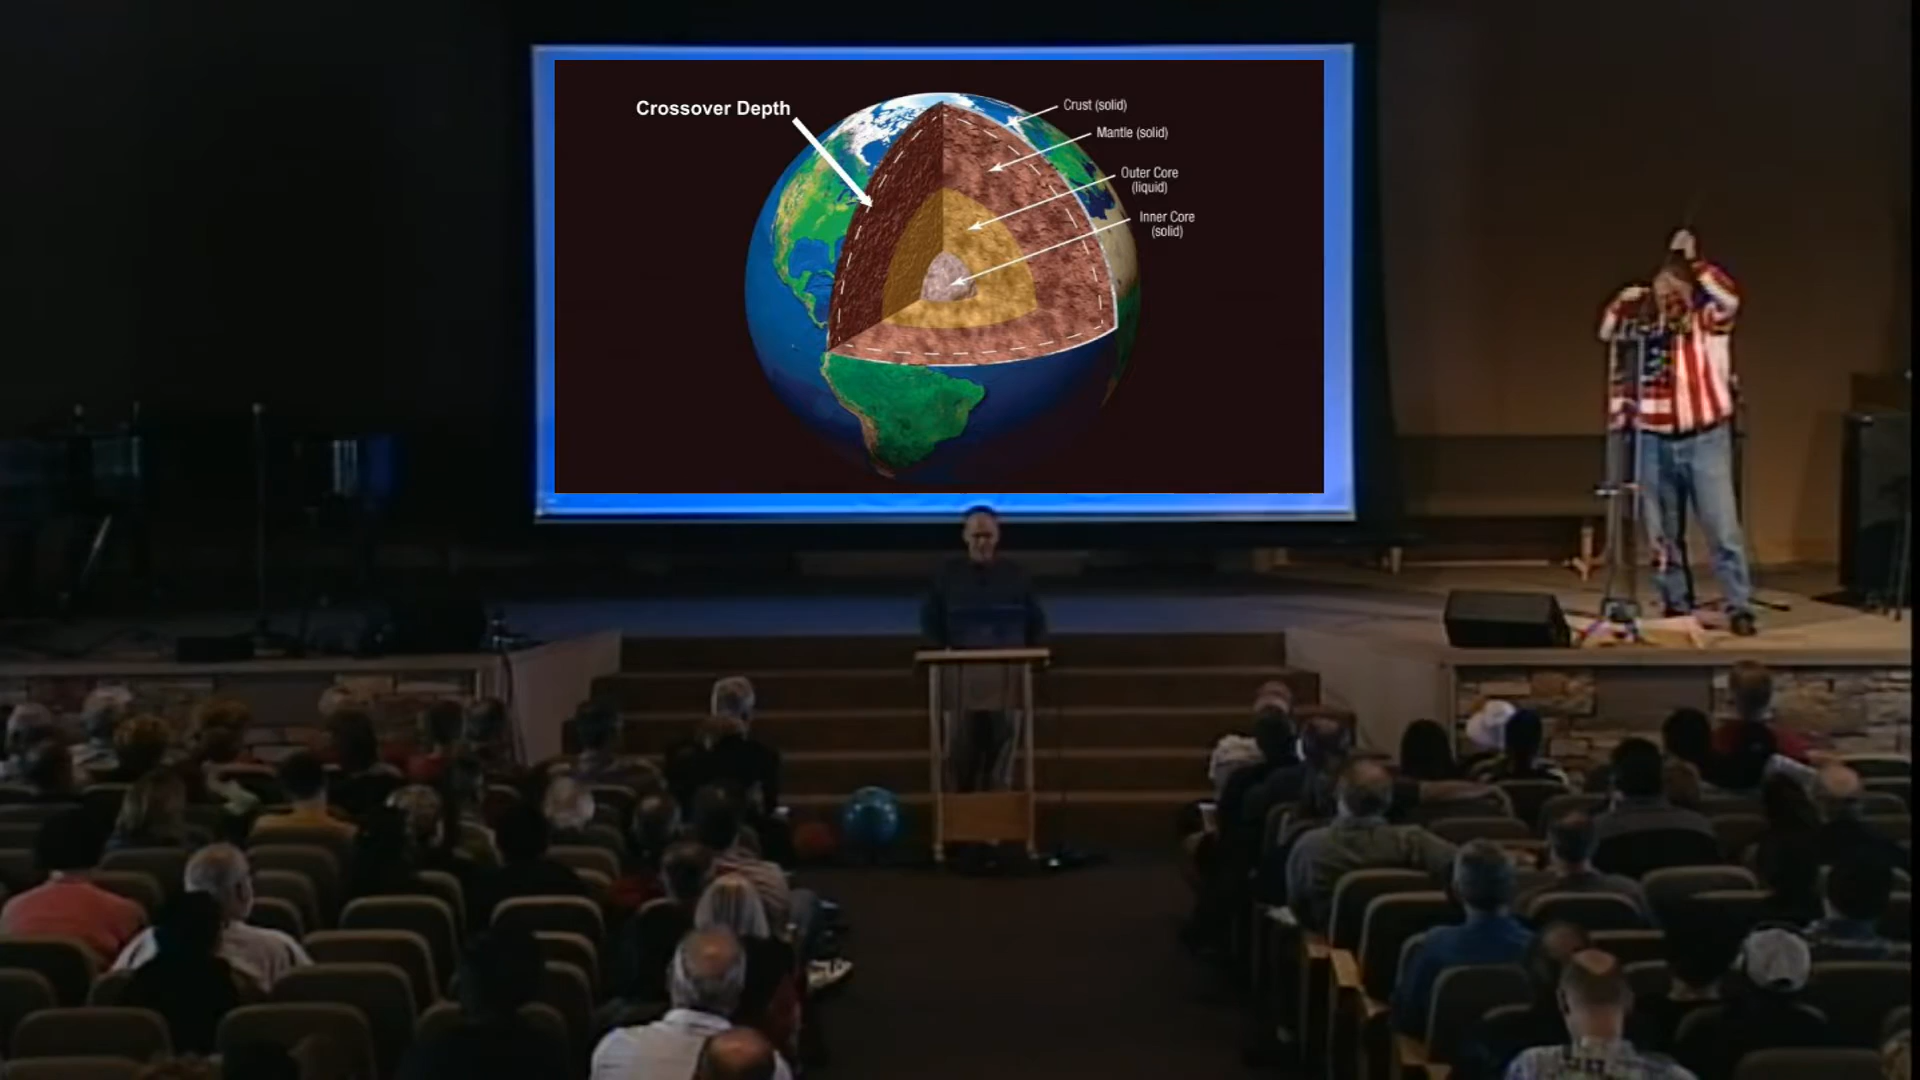 Crossover Depth
Crust (solid)
Mantle (solid)
Outer Core
(liquid)
Inner Core
(solid)